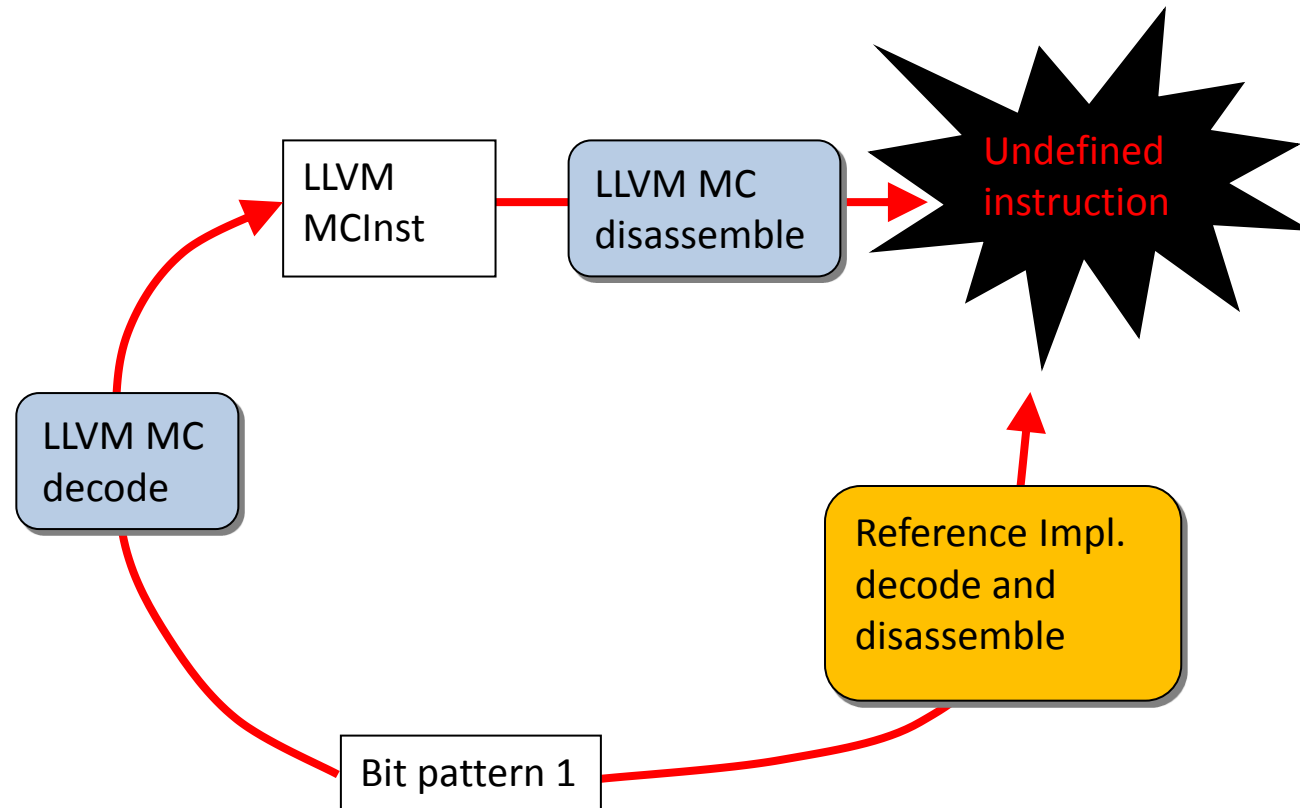 Undefined
instruction
LLVM
MCInst
LLVM MC
disassemble
LLVM MC
decode
Reference Impl.
decode and
disassemble
Bit pattern 1